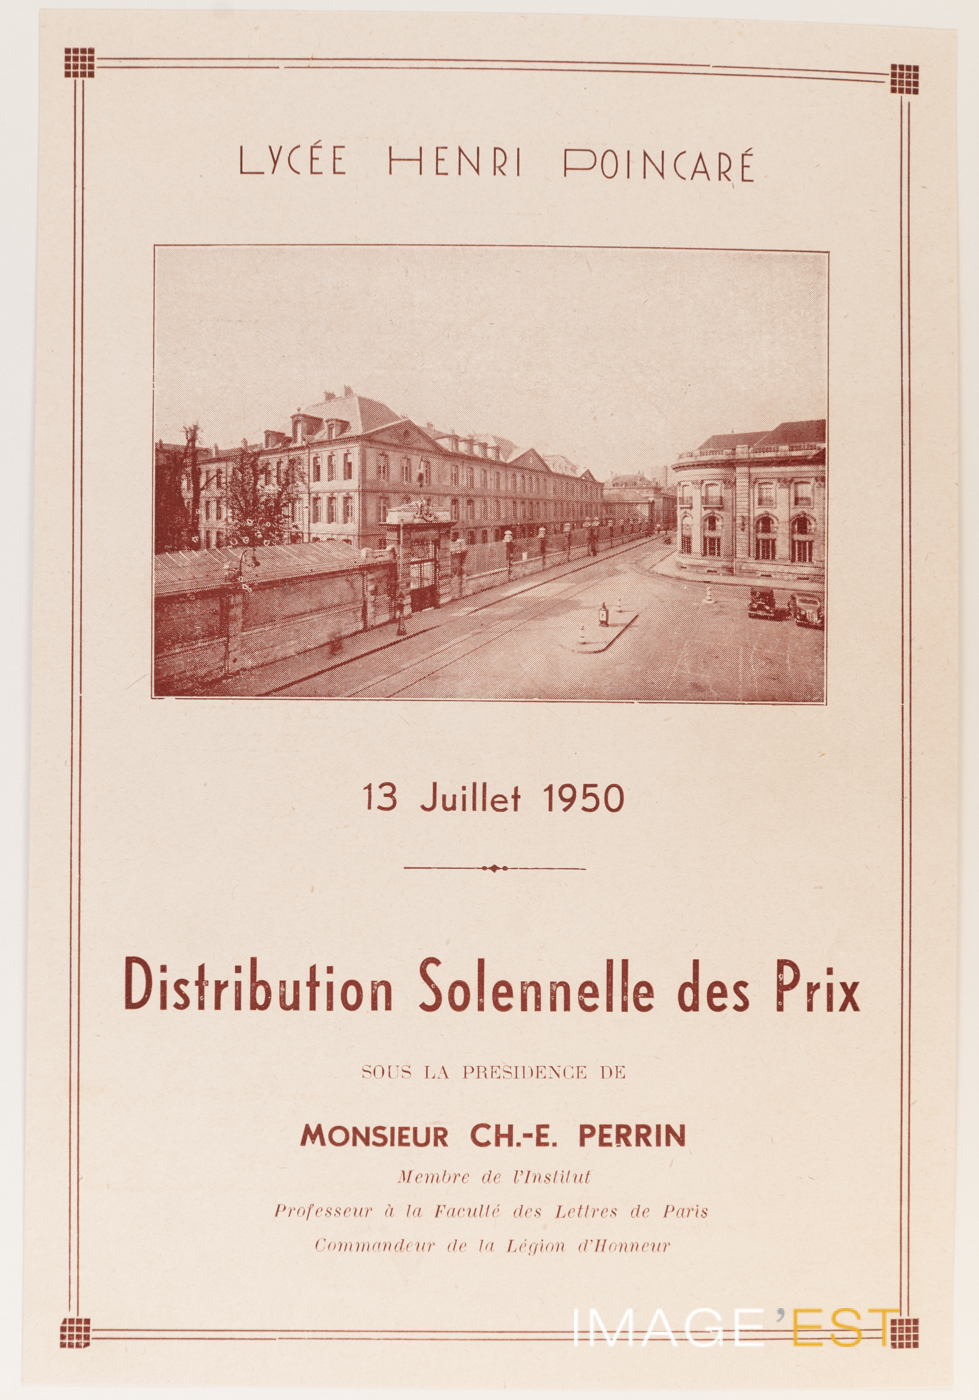 LYCÉE HENRI POINCARÉ
13 Juillet 1950
Distribution Solennelle des Prix
SOUS LA PRESIDENCE DE
MONSIEUR CH.-E. PERRIN
Membre de l'Institut
Professeur à la Faculté des Lettres de Paris
Commandeur de la Légion d'Honneur
IMAGE'EST